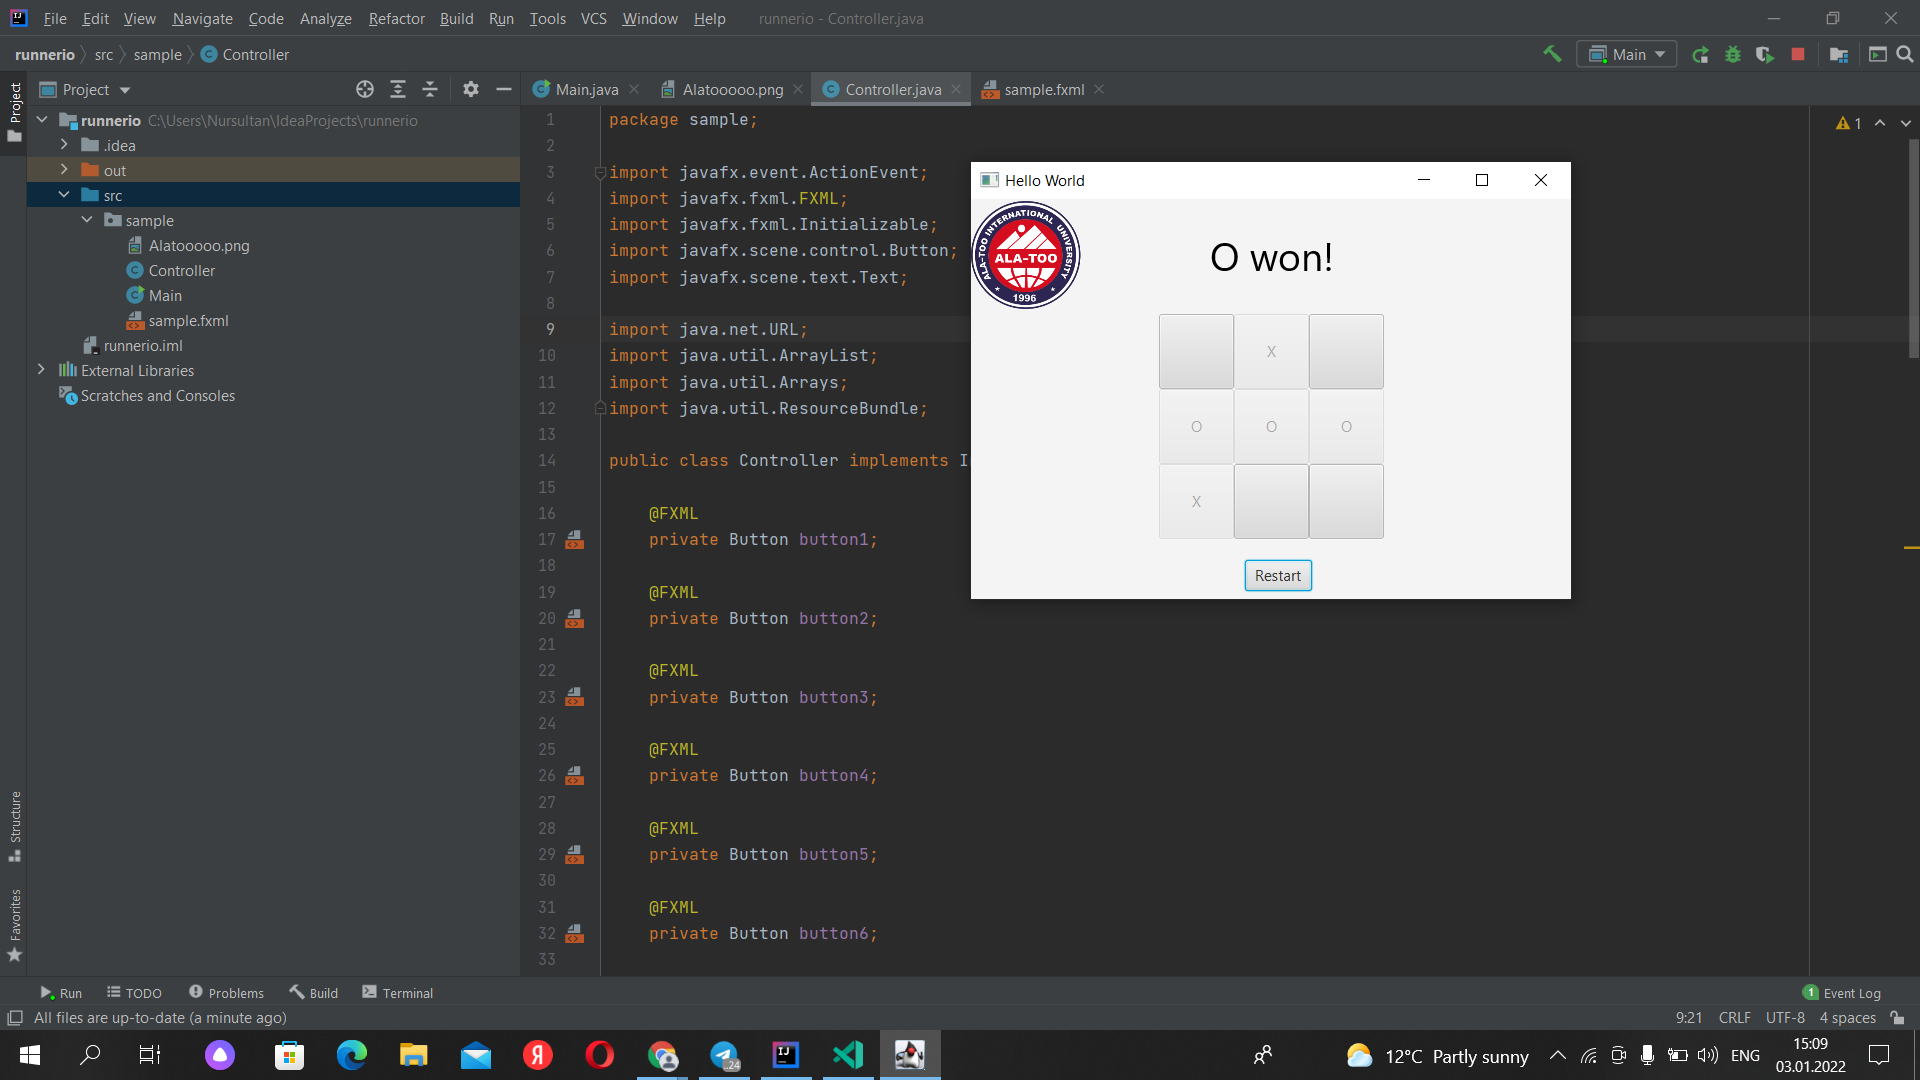 File Edit View Navigate Code Analyze Refactor Build Run Tools VCS Window Help runnerio - Controller.java
runnerio src sample C Controller
Main
Project
Main.java Alatooooo.png Controller.java sample.fxml
Project
runnerio C:\Users\Nursultan\IdeaProjects\runnerio
.idea
out
src
sample
Alatooooo.png
Controller
Main
sample.fxml
runnerio.iml
External Libraries
Scratches and Consoles
Structure
Favorites
1 package sample;
2
3 import javafx.event.ActionEvent;
4 import javafx.fxml.FXML;
5 import javafx.fxml.Initializable;
6 import javafx.scene.control.Button;
7 import javafx.scene.text.Text;
8
9 import java.net.URL;
10 import java.util.ArrayList;
11 import java.util.Arrays;
12 import java.util.ResourceBundle;
13
14 public class Controller implements I
15
16 @FXML
17 private Button button1;
18
19 @FXML
20 private Button button2;
21
22 @FXML
23 private Button button3;
24
25 @FXML
26 private Button button4;
27
28 @FXML
29 private Button button5;
30
31 @FXML
32 private Button button6;
33
1
Hello World
ALA-TOO INTERNATIONAL UNIVERSITY
ALA-TOO
1996
O won!
X
O O O
X
Restart
Run TODO Problems Build Terminal
1 Event Log
All files are up-to-date (a minute ago)
9:21 CRLF UTF-8 4 spaces
Я
..24
IJ
12°C Partly sunny
ENG
15:09
03.01.2022